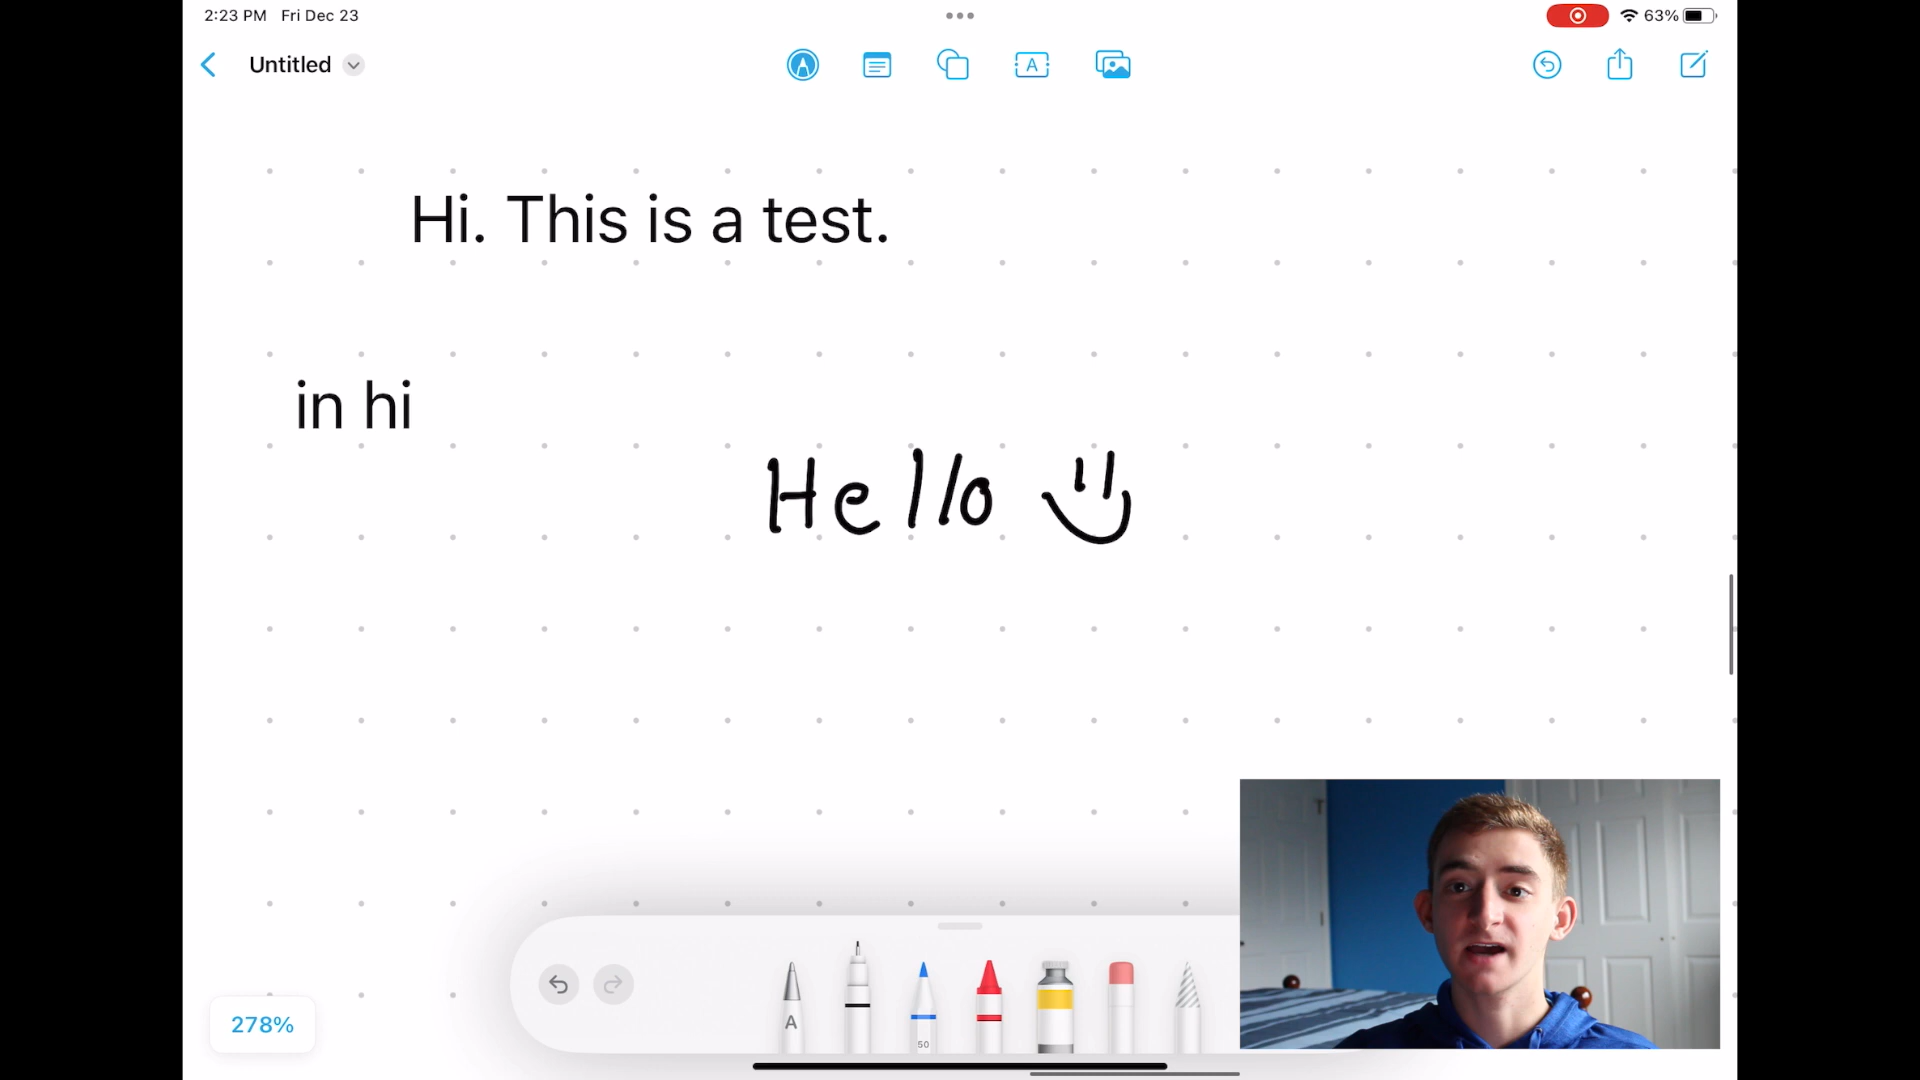 2:23 PM Fri Dec 23
63%
Untitled
A
Hi. This is a test.
in hi
Hello
A
50
278%